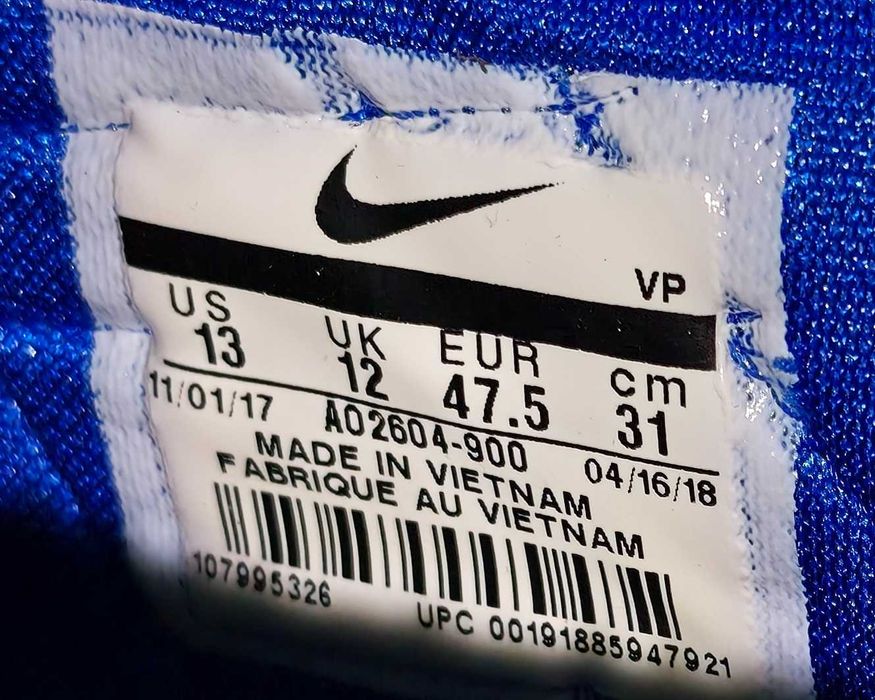 VP
US UK EUR cm
13 12 47.5 31
11/01/17 AO2604-900 04/16/18
MADE IN VIETNAM
FABRIQUE AU VIETNAM
107995326
UPC 00191885947921